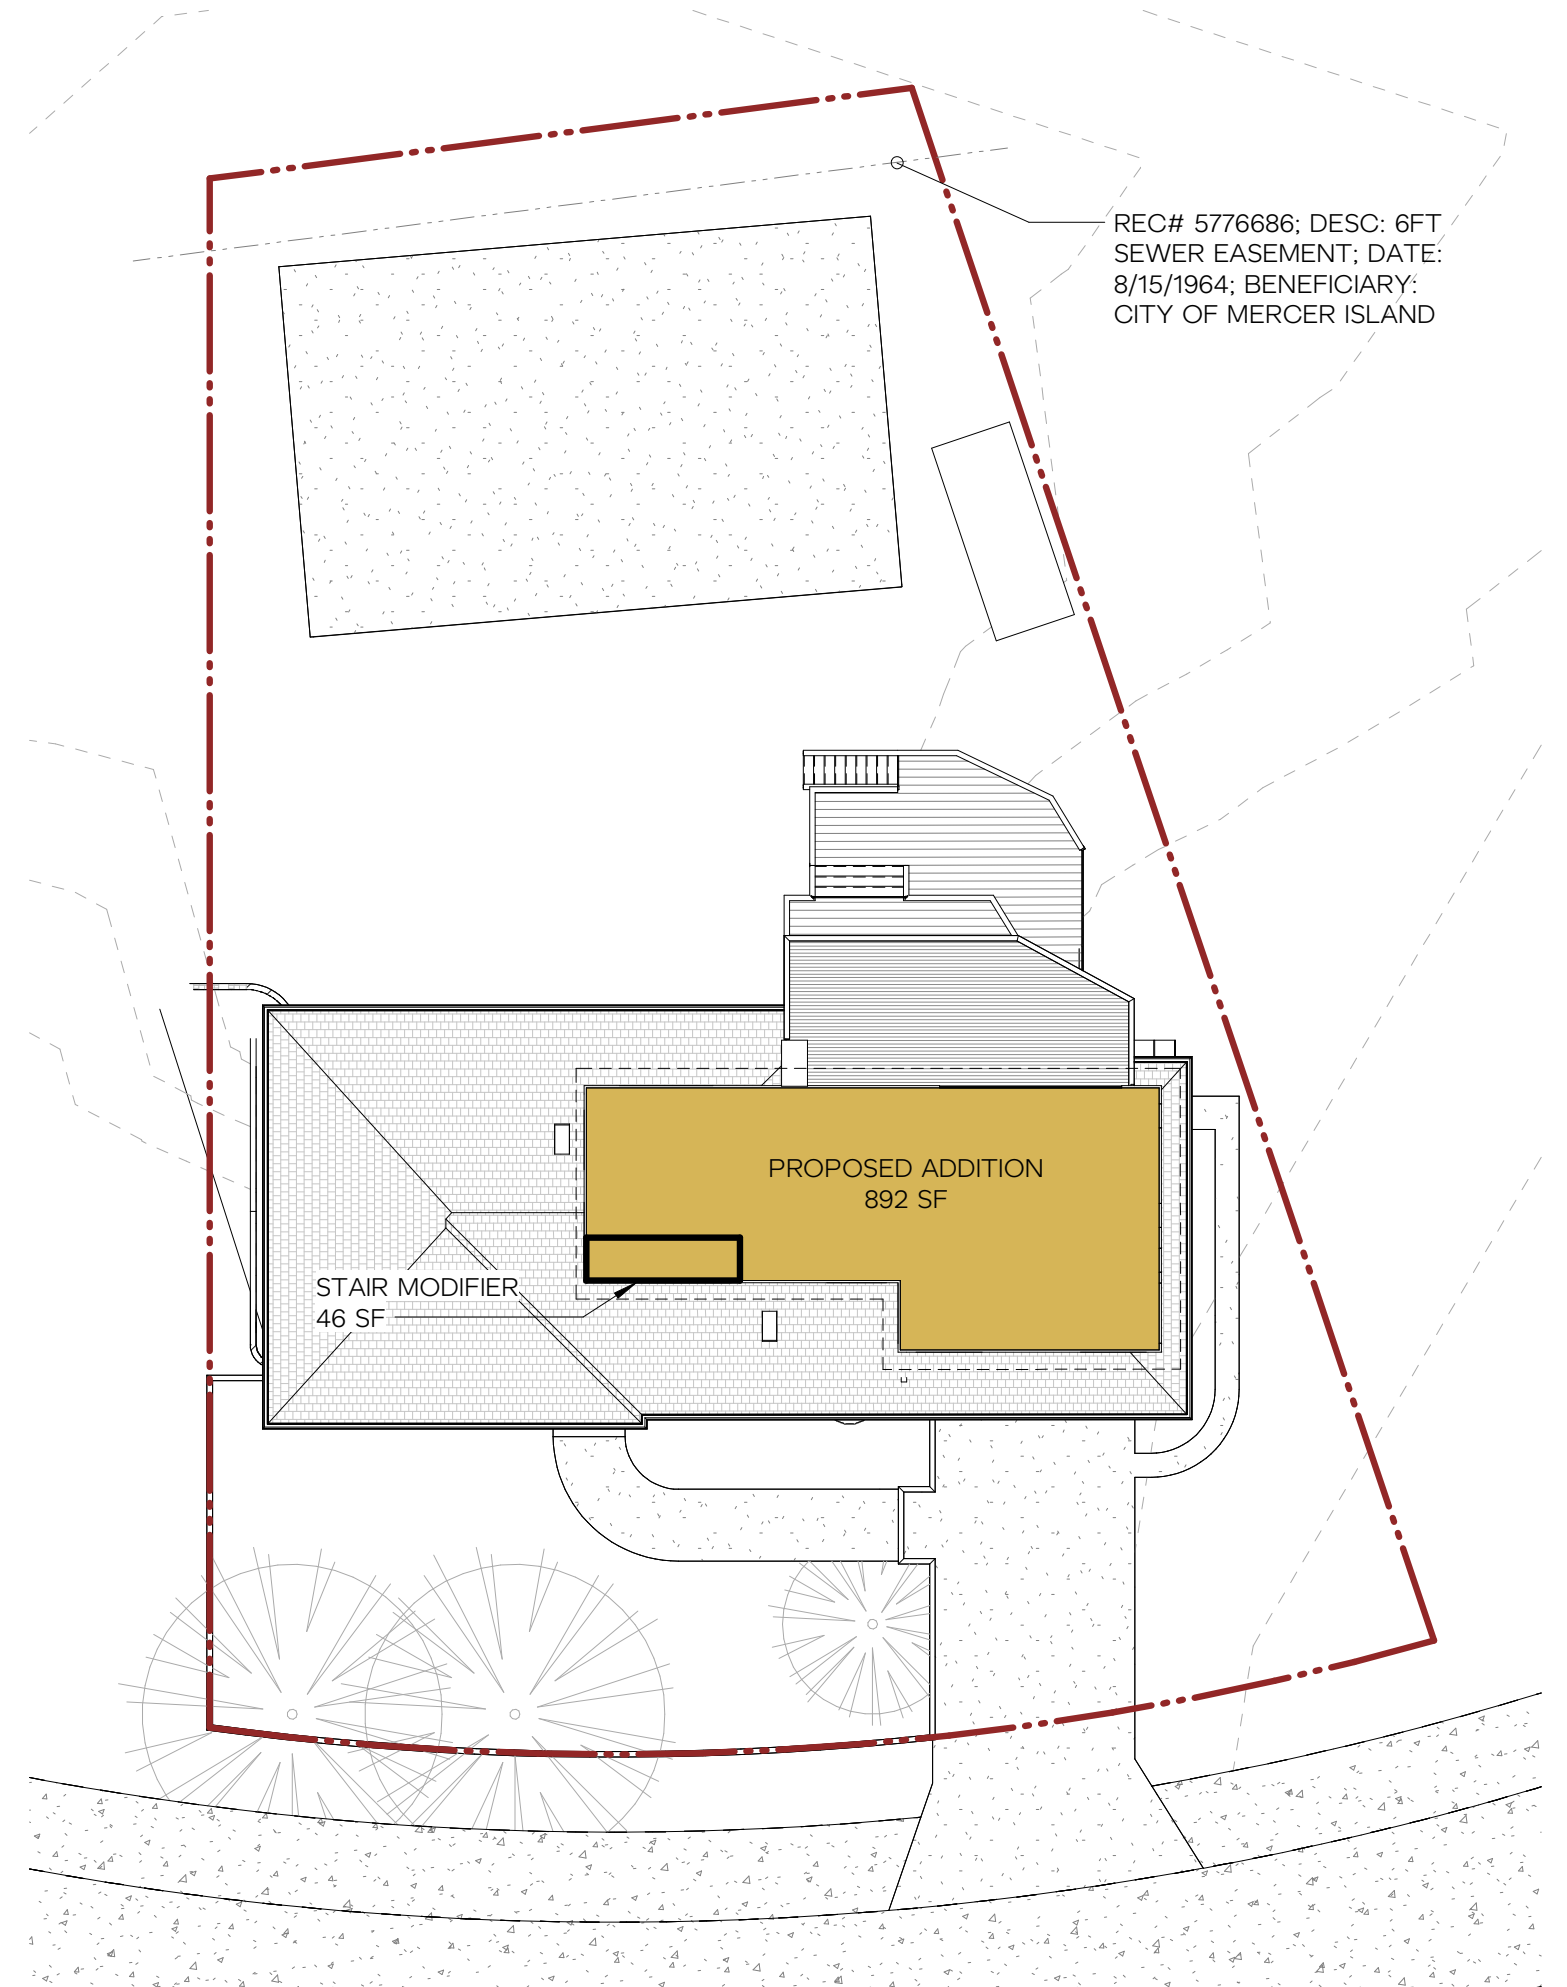 REC# 5776686; DESC: 6FT
SEWER EASEMENT; DATE:
8/15/1964; BENEFICIARY:
CITY OF MERCER ISLAND
PROPOSED ADDITION
892 SF
STAIR MODIFIER
46 SF